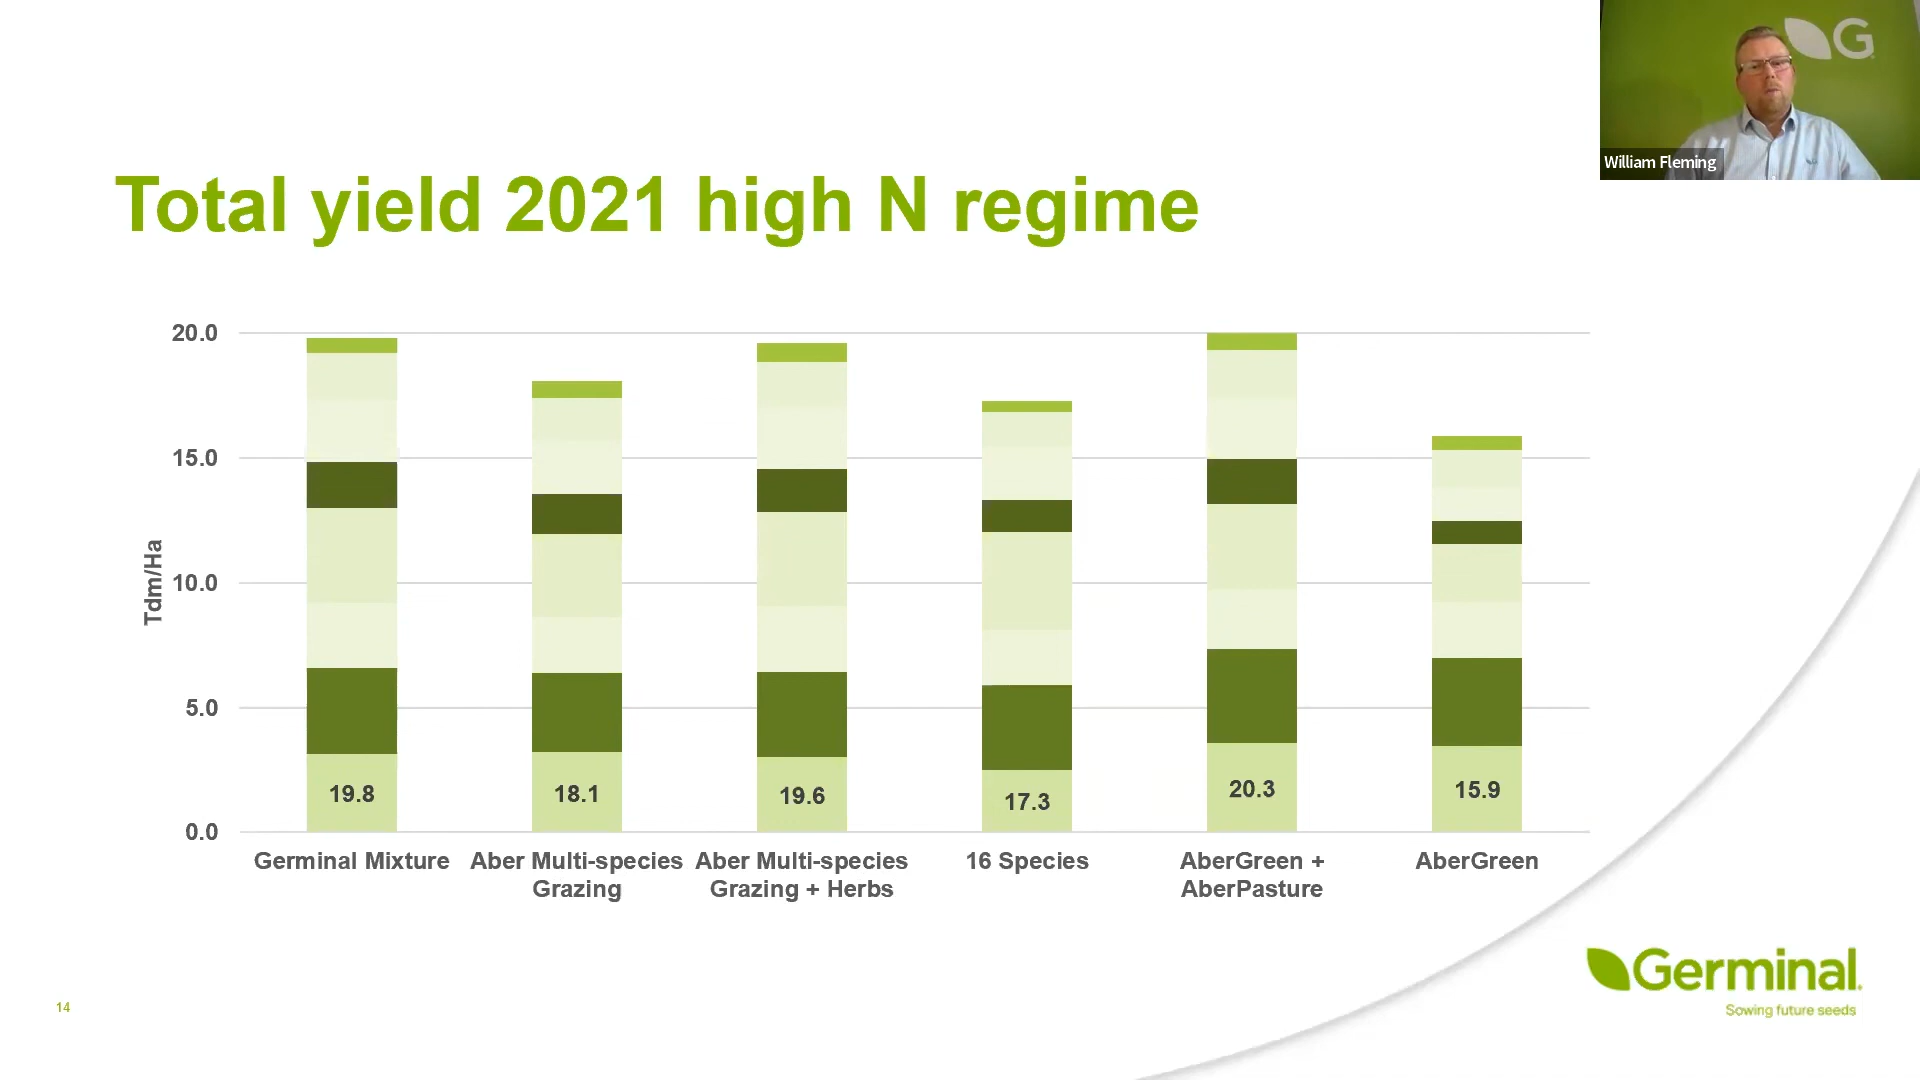 G
William Fleming
Total yield 2021 high N regime
20.0
15.0
10.0
5.0
0.0
Tdm/Ha
19.8
18.1
19.6
17.3
20.3
15.9
Germinal Mixture
Aber Multi-species
Grazing
Aber Multi-species
Grazing + Herbs
16 Species
AberGreen +
AberPasture
AberGreen
14
Germinal.
Sowing future seeds